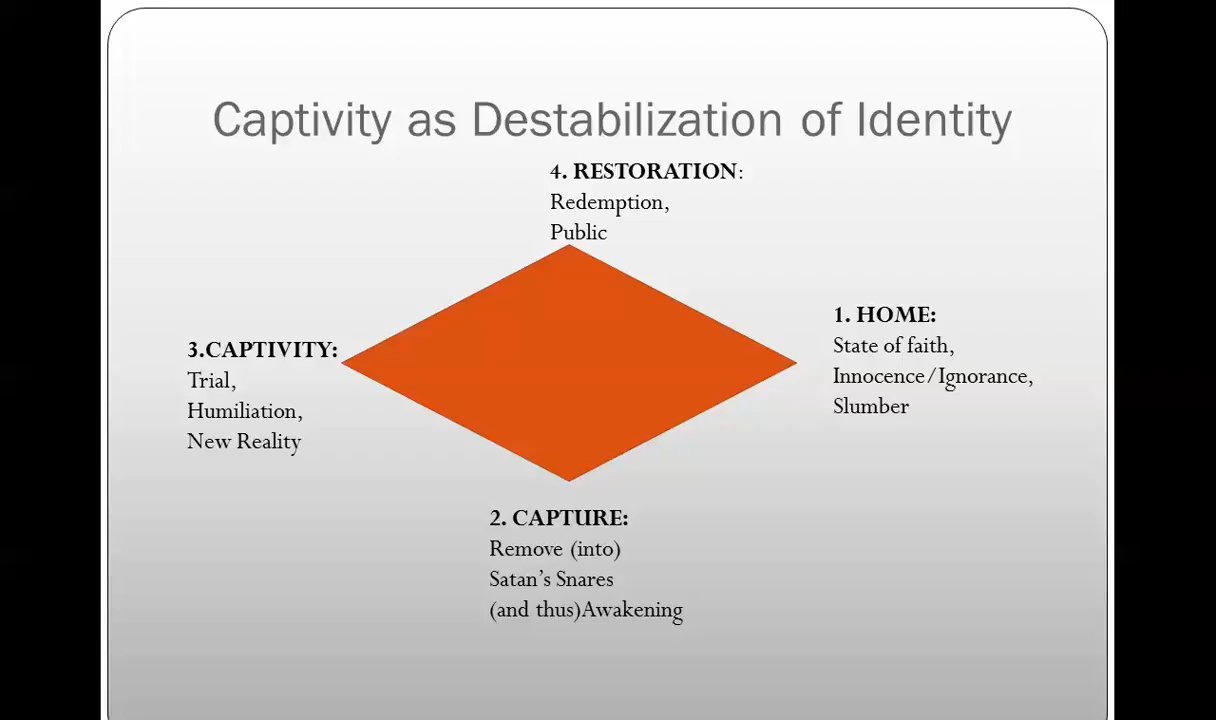 Captivity as Destabilization of Identity
4. RESTORATION:
Redemption,
Public
1. HOME:
State of faith,
Innocence/Ignorance,
Slumber
3.CAPTIVITY:
Trial,
Humiliation,
New Reality
2. CAPTURE:
Remove (into)
Satan’s Snares
(and thus)Awakening